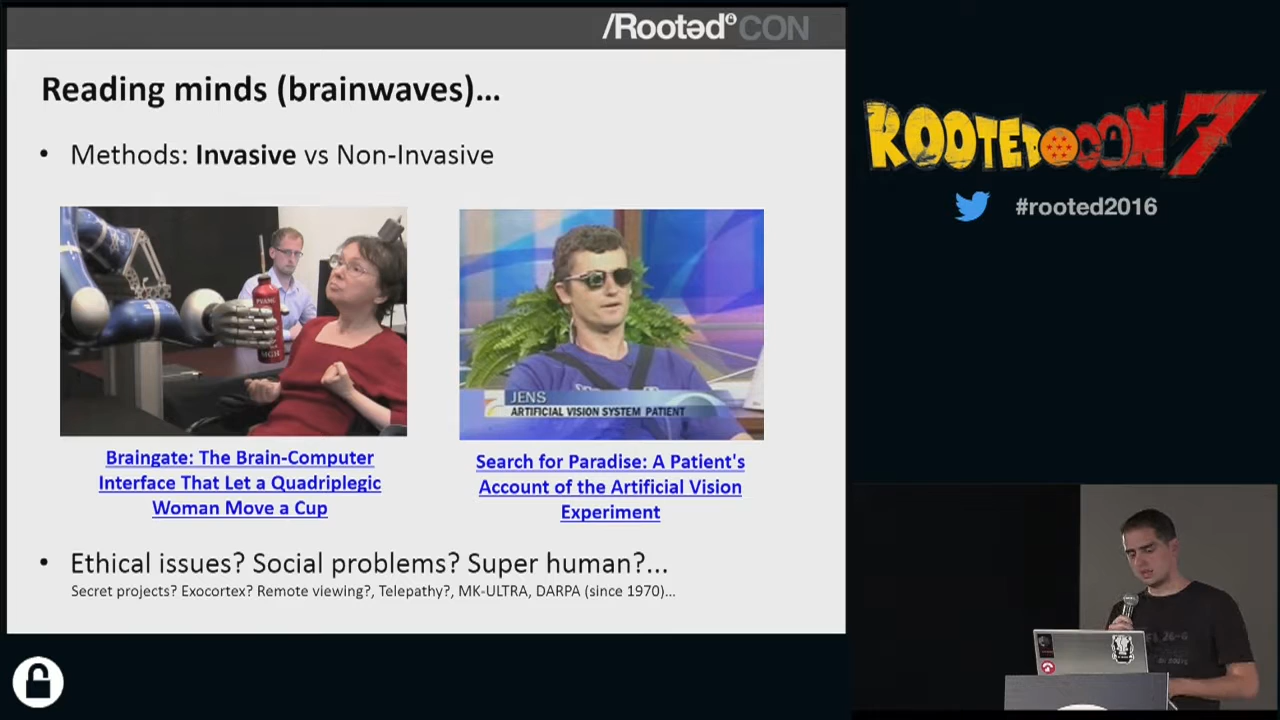 /RootedCON
Reading minds (brainwaves)...
• Methods: Invasive vs Non-Invasive
JENS
ARTIFICIAL VISION SYSTEM PATIENT
Braingate: The Brain-Computer
Interface That Let a Quadriplegic
Woman Move a Cup
Search for Paradise: A Patient's
Account of the Artificial Vision
Experiment
• Ethical issues? Social problems? Super human?...
Secret projects? Exocortex? Remote viewing?, Telepathy?, MK-ULTRA, DARPA (since 1970)...
ROOTEDCON 7
#rooted2016